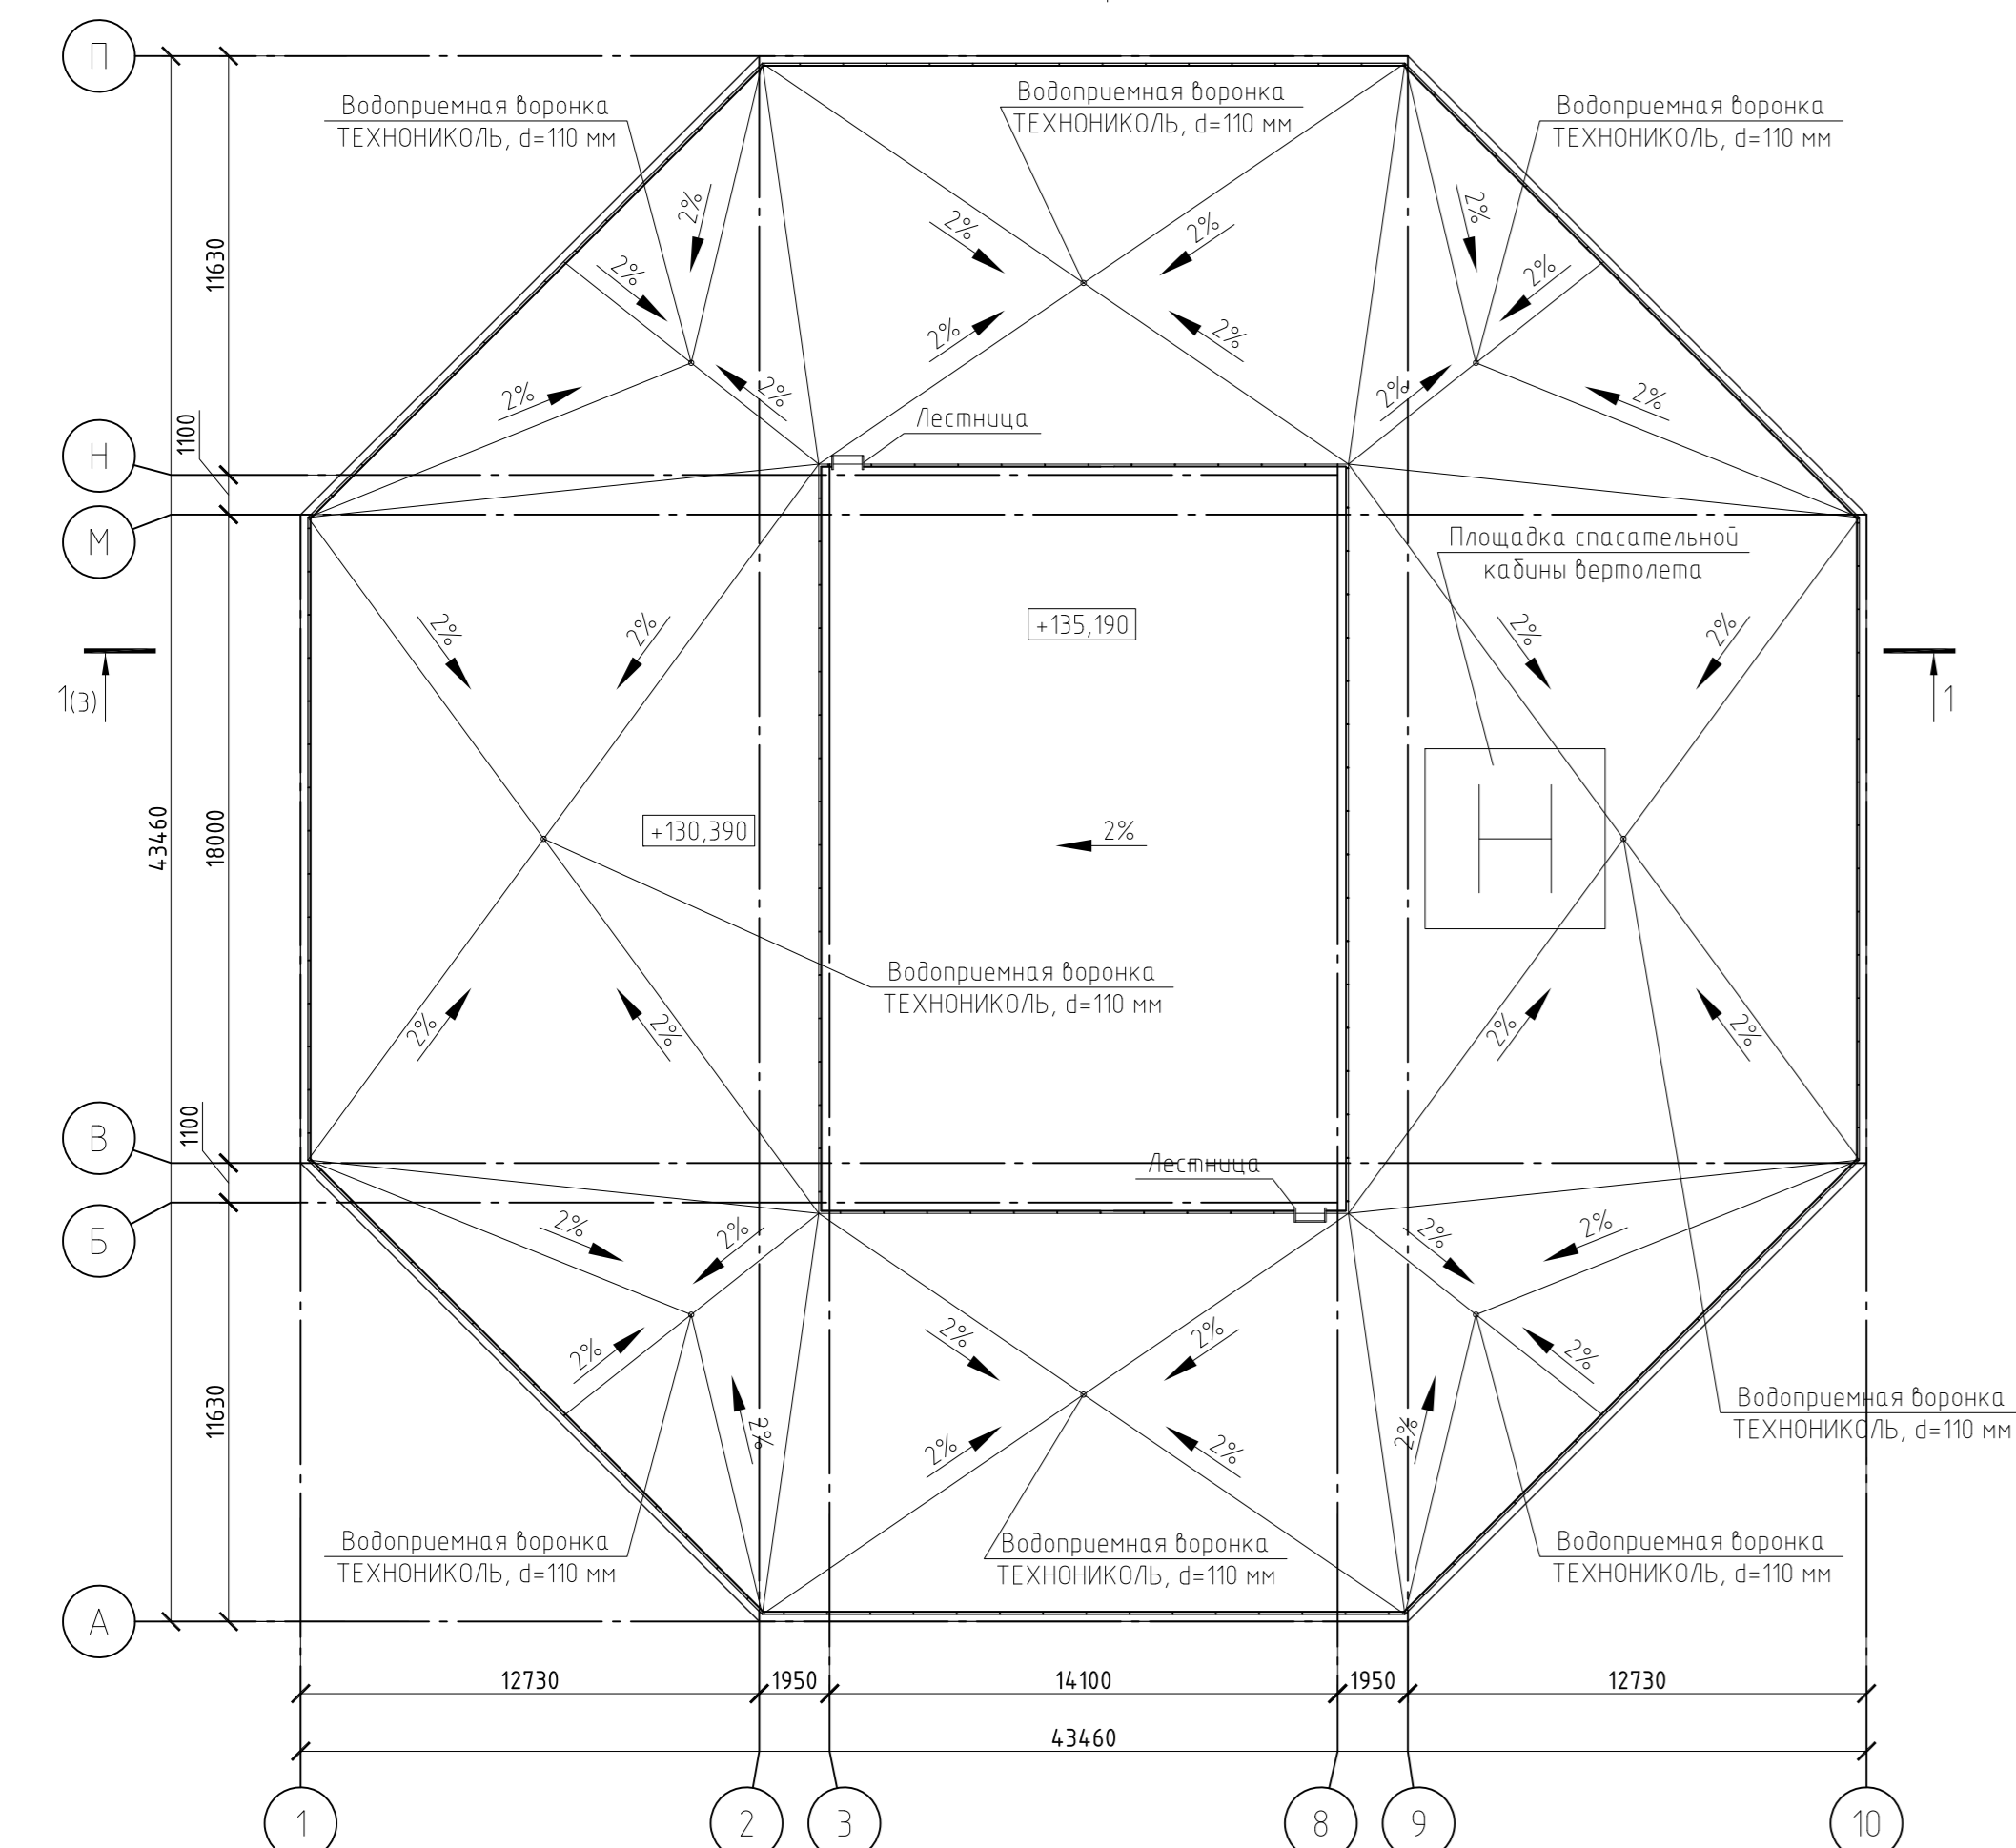 П
Водоприемная воронка
ТЕХНОНИКОЛЬ, d=110 мм
Водоприемная воронка
ТЕХНОНИКОЛЬ, d=110 мм
Водоприемная воронка
ТЕХНОНИКОЛЬ, d=110 мм
2%
2%
2%
2%
2%
2%
2%
2%
2%
2%
2%
2%
11630
1100
Лестница
Н
М
Площадка спасательной
кабины вертолета
+135,190
2%
2%
2%
2%
1(3)
1
43460
18000
+130,390
2%
H
Водоприемная воронка
ТЕХНОНИКОЛЬ, d=110 мм
2%
2%
2%
2%
1100
В
Лестница
Б
2%
2%
2%
2%
2%
2%
2%
2%
2%
2%
2%
2%
11630
Водоприемная воронка
ТЕХНОНИКОЛЬ, d=110 мм
Водоприемная воронка
ТЕХНОНИКОЛЬ, d=110 мм
Водоприемная воронка
ТЕХНОНИКОЛЬ, d=110 мм
Водоприемная воронка
ТЕХНОНИКОЛЬ, d=110 мм
А
12730
1950
14100
1950
12730
43460
1
2
3
8
9
10